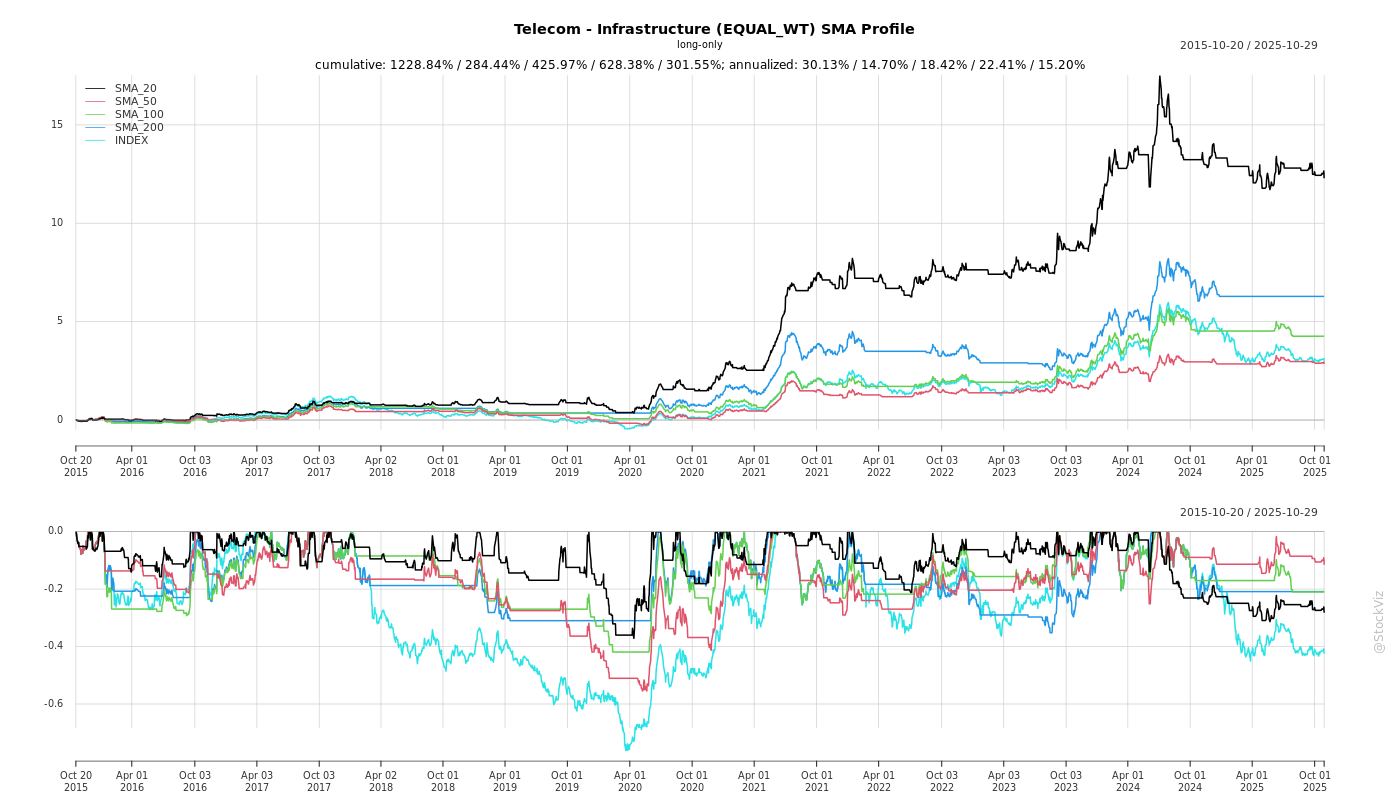 Telecom - Infrastructure (EQUAL_WT) SMA Profile
long-only
2015-10-20 / 2025-10-29
cumulative: 1228.84% / 284.44% / 425.97% / 628.38% / 301.55%; annualized: 30.13% / 14.70% / 18.42% / 22.41% / 15.20%
SMA_20
SMA_50
SMA_100
SMA_200
INDEX
15
10
5
0
Oct 20 Apr 01 Oct 03 Apr 03 Oct 03 Apr 02 Oct 01 Apr 01 Oct 01 Apr 01 Oct 01 Apr 01 Oct 01 Apr 01 Oct 03 Apr 03 Oct 03 Apr 01 Oct 01 Apr 01 Oct 01
2015 2016 2016 2017 2017 2018 2018 2019 2019 2020 2020 2021 2021 2022 2022 2023 2023 2024 2024 2025 2025
2015-10-20 / 2025-10-29
0.0
-0.2
-0.4
-0.6
Oct 20 Apr 01 Oct 03 Apr 03 Oct 03 Apr 02 Oct 01 Apr 01 Oct 01 Apr 01 Oct 01 Apr 01 Oct 01 Apr 01 Oct 03 Apr 03 Oct 03 Apr 01 Oct 01 Apr 01 Oct 01
2015 2016 2016 2017 2017 2018 2018 2019 2019 2020 2020 2021 2021 2022 2022 2023 2023 2024 2024 2025 2025
@StockViz